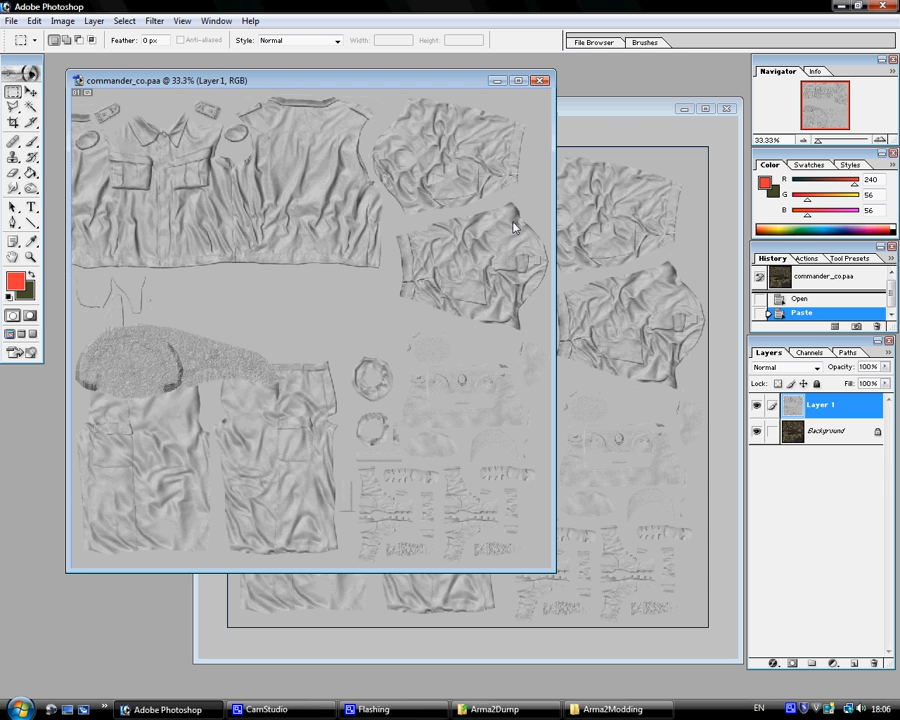 Adobe Photoshop
File Edit Image Layer Select Filter View Window Help
Feather: 0 px Anti-aliased Style: Normal Width: Height: File Browser Brushes
commander_co.paa @ 33.3% (Layer 1, RGB)
Navigator Info
33.33%
Color Swatches Styles
R 240
G 56
B 56
History Actions Tool Presets
commander_co.paa
Open
Paste
Layers Channels Paths
Normal Opacity: 100%
Lock: Fill: 100%
Layer 1
Background
Adobe Photoshop CamStudio Flashing Arma2Dump Arma2Modding EN 18:06